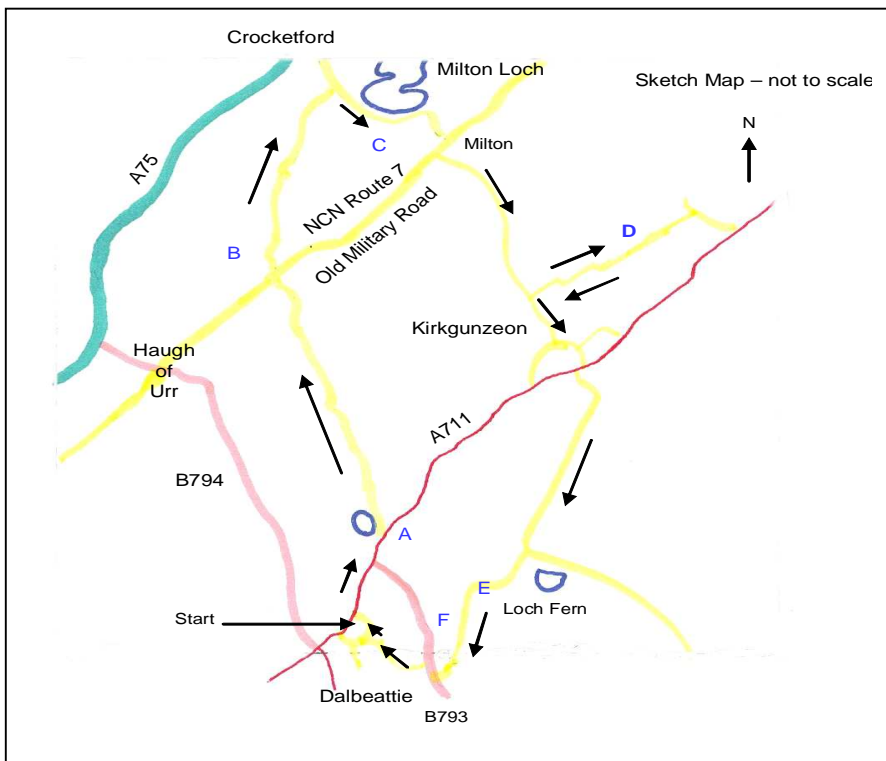 Crocketford
Milton Loch
Sketch Map – not to scale
N
A75
C
Milton
NCN Route 7
B
Old Military Road
D
Kirkgunzeon
Haugh
of
Urr
A711
B794
A
E
Loch Fern
Start
F
Dalbeattie
B793